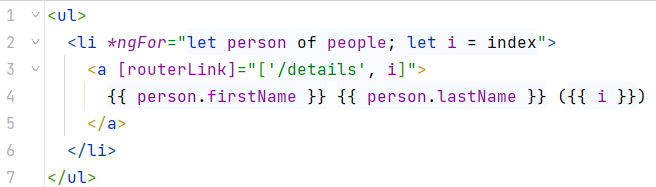 1 <ul>
2 <li *ngFor="let person of people; let i = index">
3 <a [routerLink]="['/details', i]">
4 {{ person.firstName }} {{ person.lastName }} ({{ i }})
5 </a>
6 </li>
7 </ul>